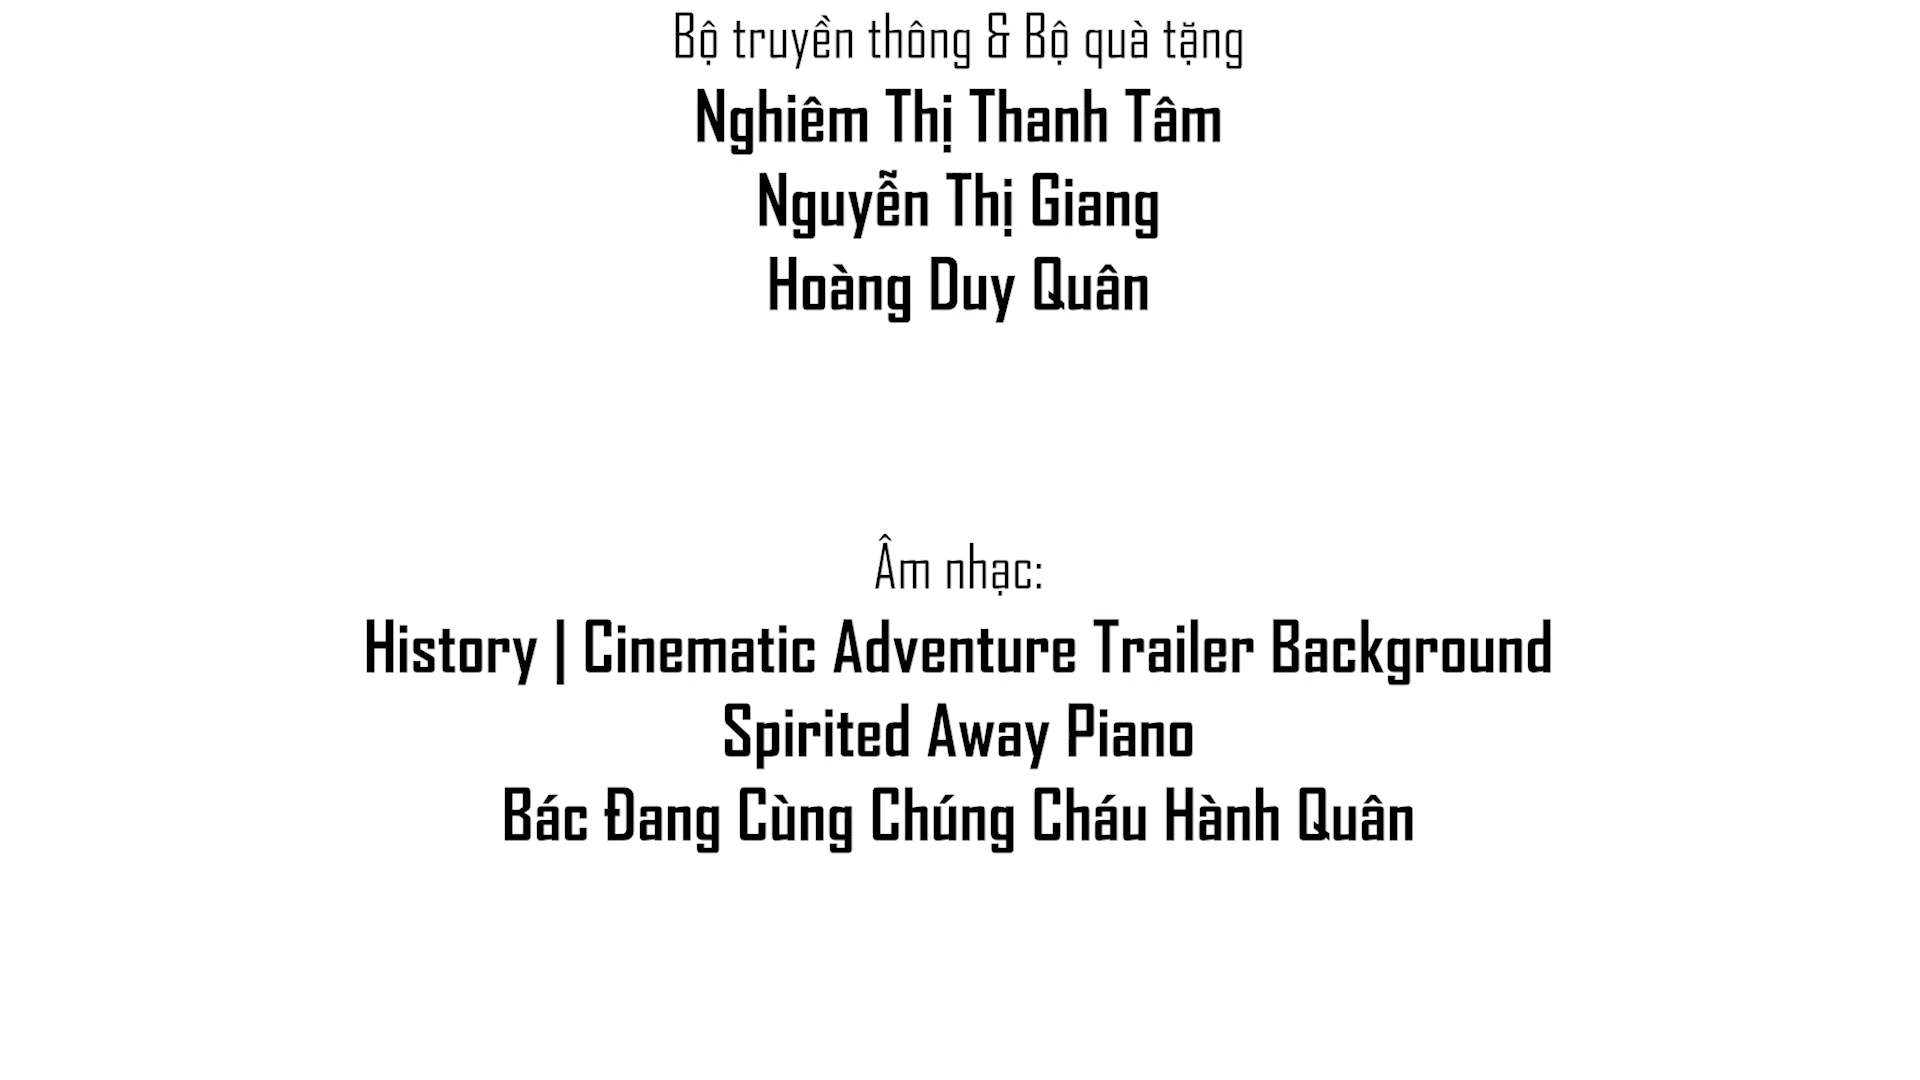 Bộ truyền thông & Bộ quà tặng
Nghiêm Thị Thanh Tâm
Nguyễn Thị Giang
Hoàng Duy Quân
Âm nhạc:
History | Cinematic Adventure Trailer Background
Spirited Away Piano
Bác Đang Cùng Chúng Cháu Hành Quân